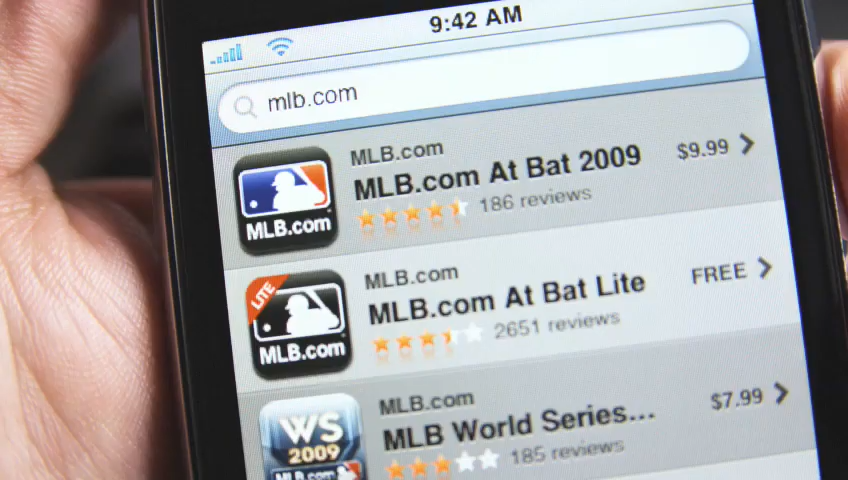 9:42 AM
mlb.com
MLB.com
MLB.com At Bat 2009
$9.99
186 reviews
MLB.com
MLB.com
MLB.com At Bat Lite
FREE
2651 reviews
LITE
MLB.com
MLB.com
MLB World Series...
$7.99
185 reviews
WS
2009
MLB.com